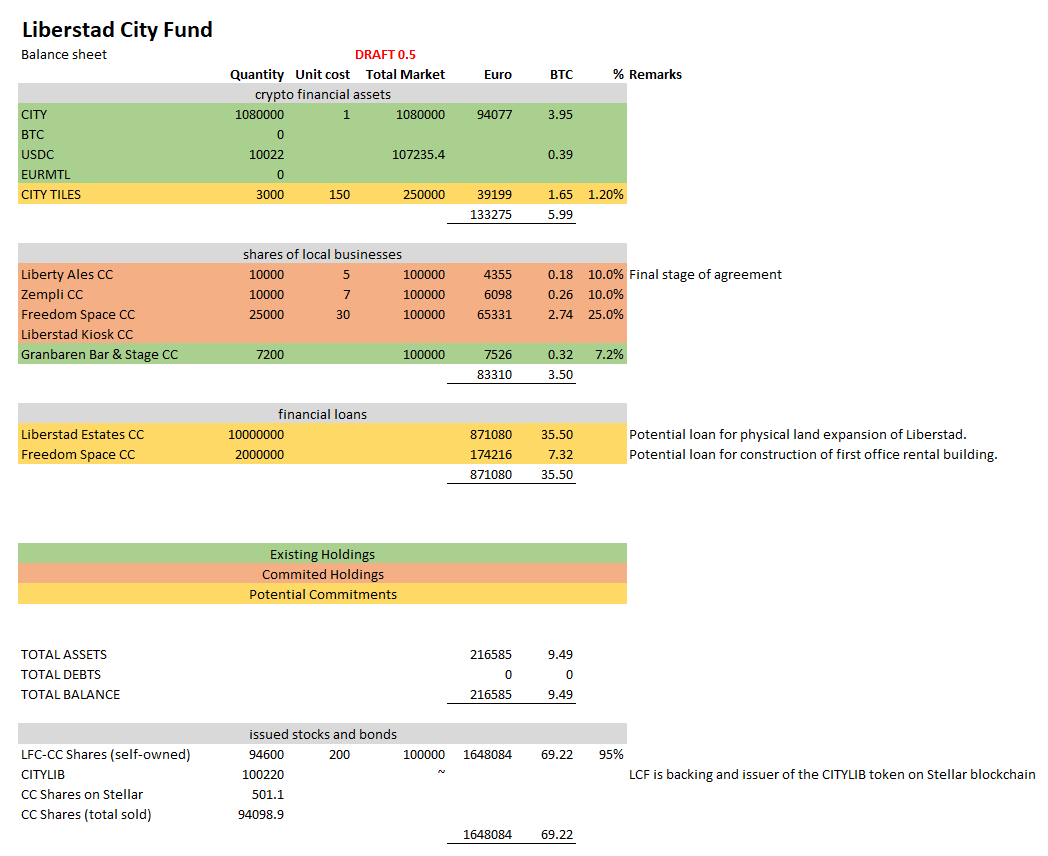 Liberstad City Fund
Balance sheet DRAFT 0.5
Quantity Unit cost Total Market Euro BTC % Remarks
crypto financial assets
CITY 1080000 1 1080000 94077 3.95
BTC 0
USDC 10022 107235.4 0.39
EURMTL 0
CITY TILES 3000 150 250000 39199 1.65 1.20%
133275 5.99
shares of local businesses
Liberty Ales CC 10000 5 100000 4355 0.18 10.0% Final stage of agreement
Zempli CC 10000 7 100000 6098 0.26 10.0%
Freedom Space CC 25000 30 100000 65331 2.74 25.0%
Liberstad Kiosk CC
Granbaren Bar & Stage CC 7200 100000 7526 0.32 7.2%
83310 3.50
financial loans
Liberstad Estates CC 10000000 871080 35.50 Potential loan for physical land expansion of Liberstad.
Freedom Space CC 2000000 174216 7.32 Potential loan for construction of first office rental building.
871080 35.50
Existing Holdings
Commited Holdings
Potential Commitments
TOTAL ASSETS 216585 9.49
TOTAL DEBTS 0 0
TOTAL BALANCE 216585 9.49
issued stocks and bonds
LFC-CC Shares (self-owned) 94600 200 100000 1648084 69.22 95%
CITYLIB 100220 ~ LCF is backing and issuer of the CITYLIB token on Stellar blockchain
CC Shares on Stellar 501.1
CC Shares (total sold) 94098.9
1648084 69.22